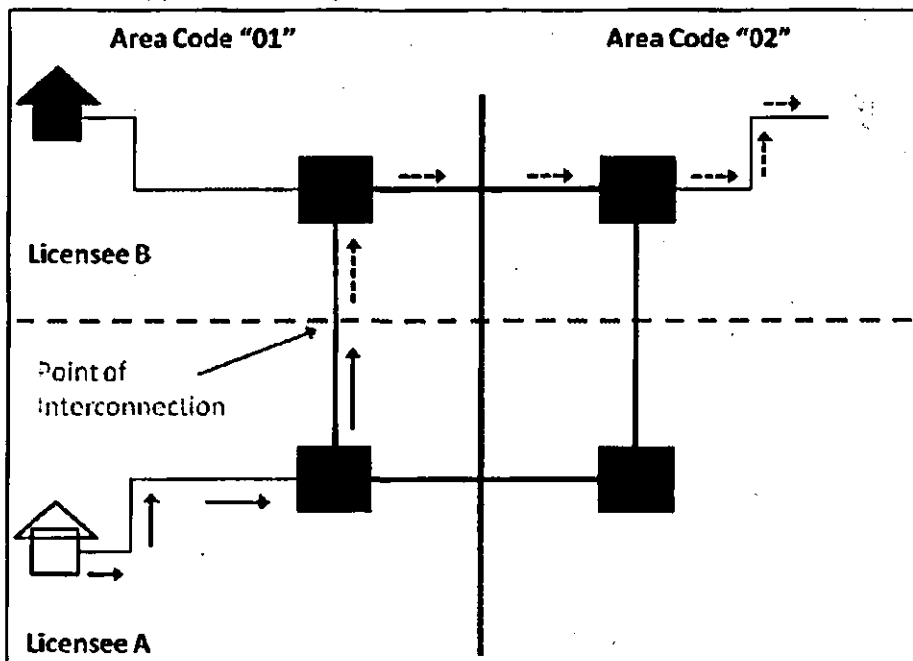 Area Code “01”
Area Code “02”
Licensee B
Point of
Interconnection
Licensee A